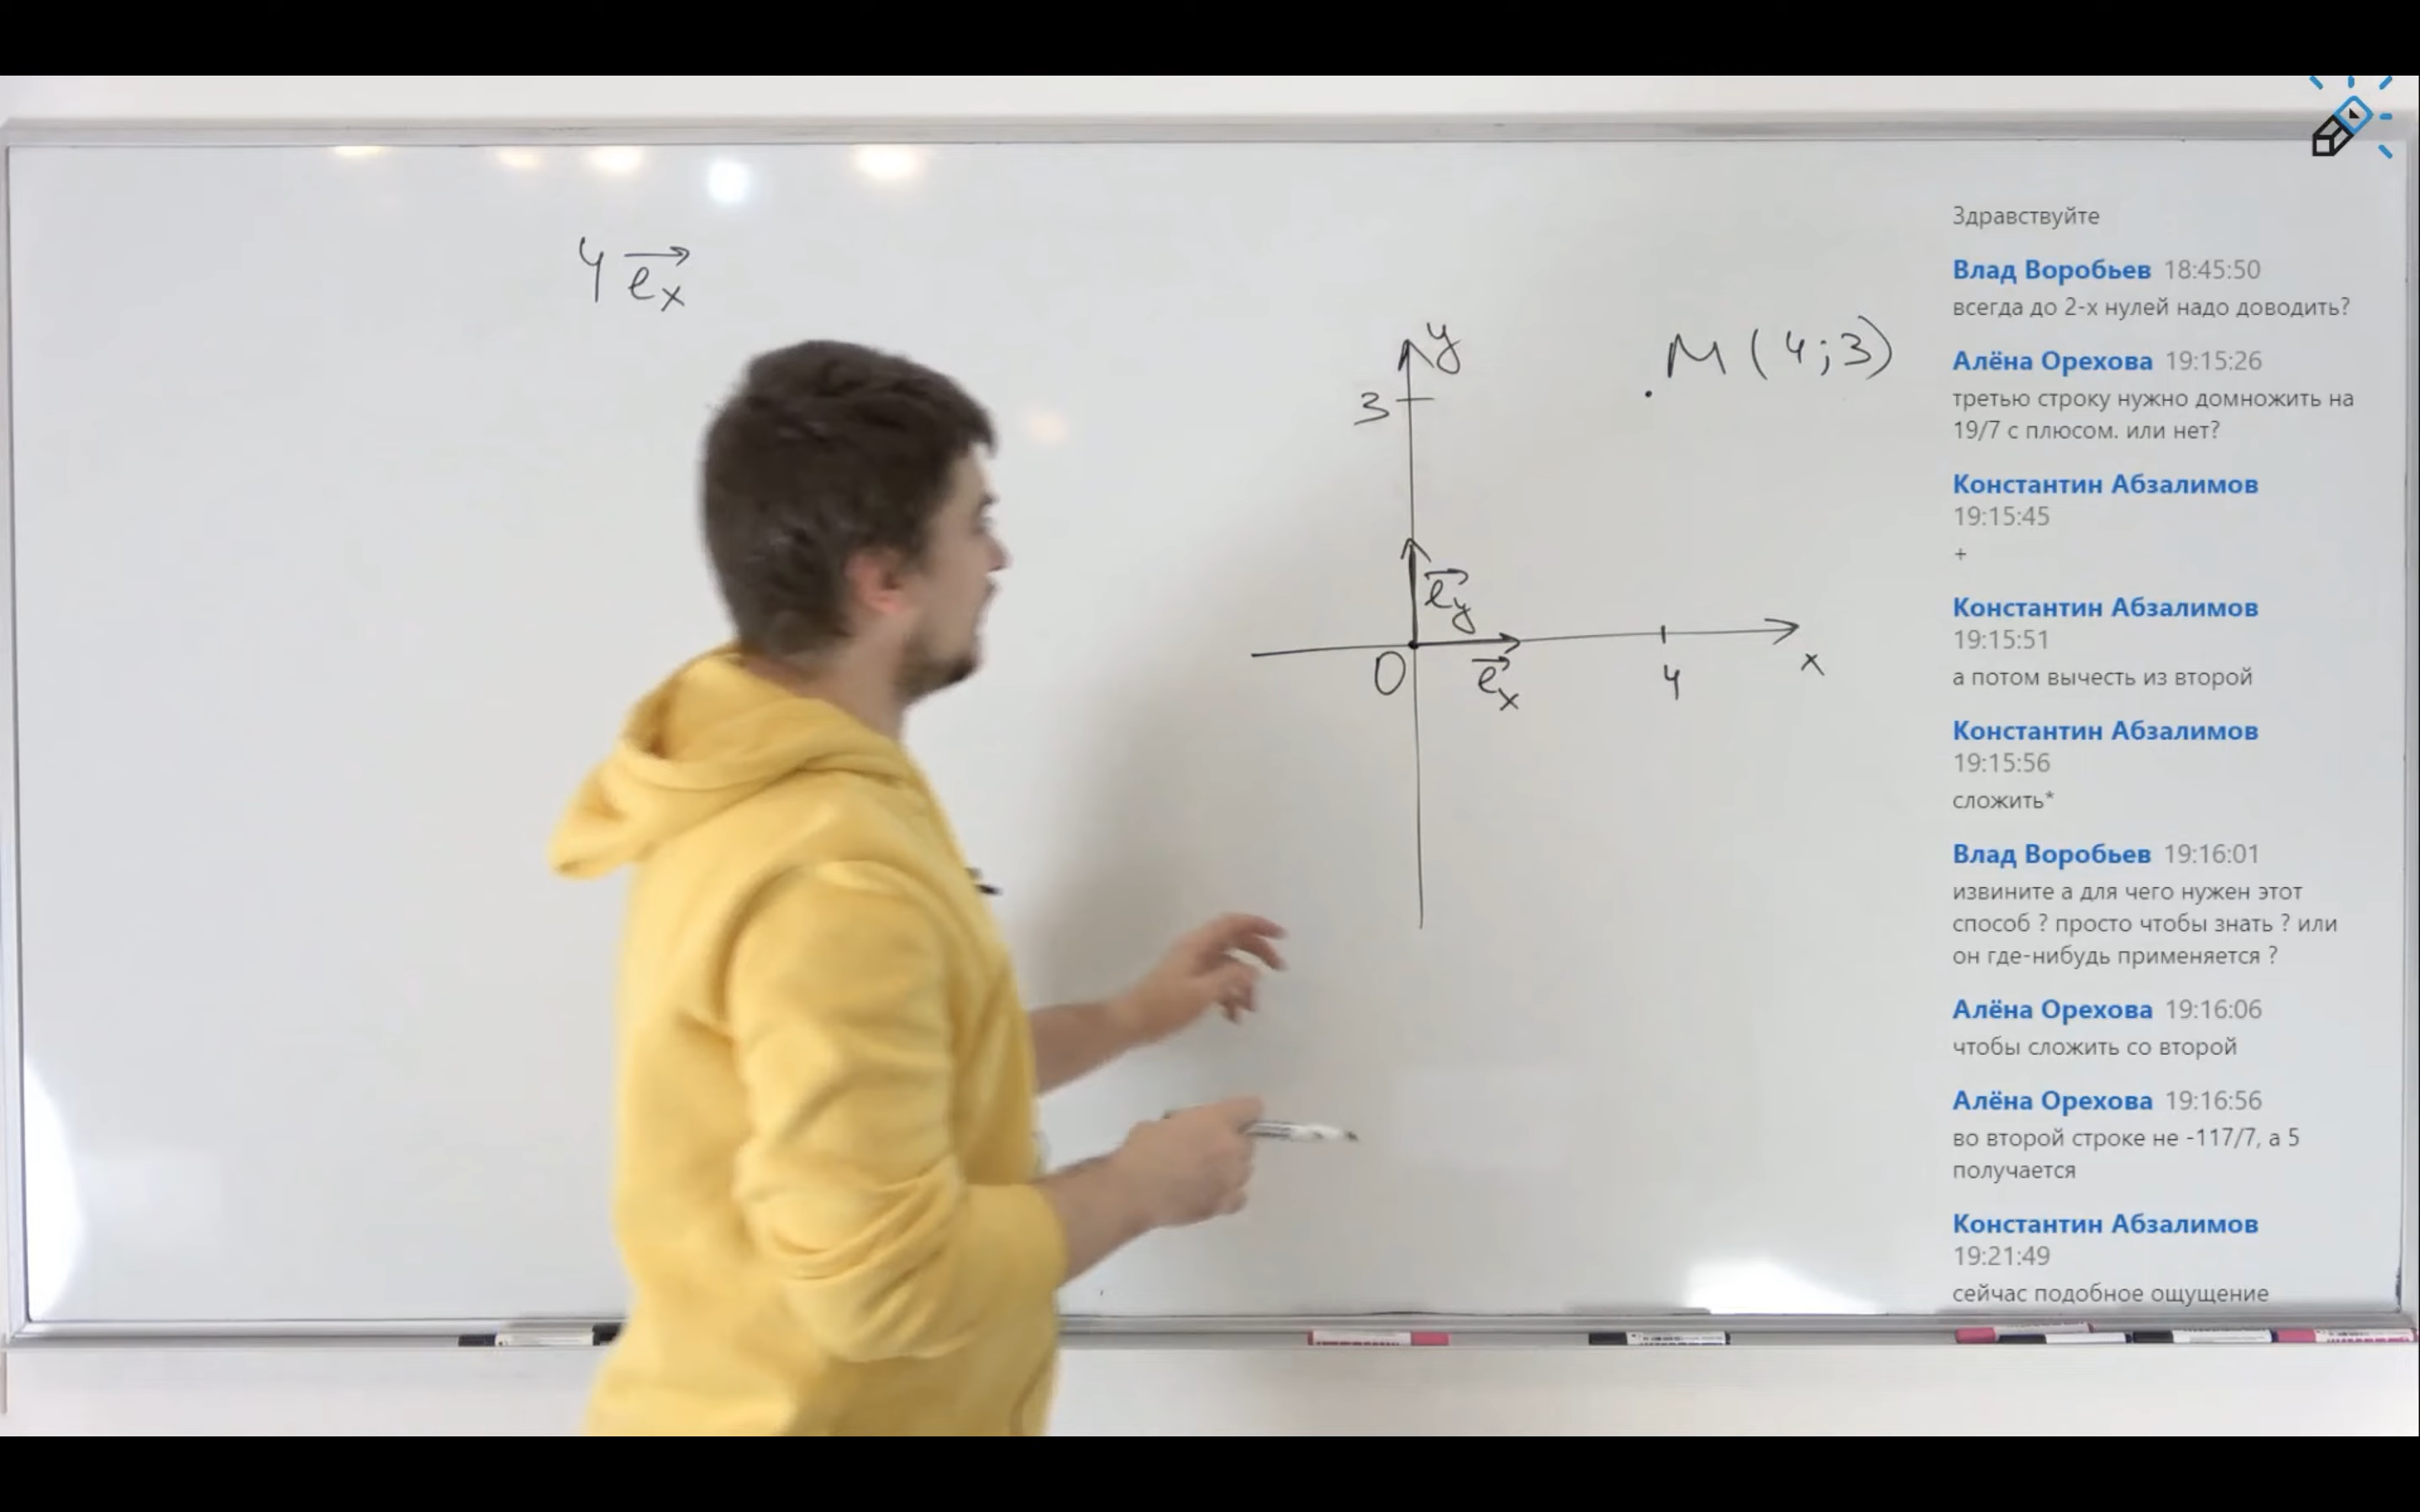 4 ex
y
3
M (4;3)
ey
0
ex
4
x
Здравствуйте
Влад Воробьев 18:45:50
всегда до 2-х нулей надо доводить?
Алёна Орехова 19:15:26
третью строку нужно домножить на
19/7 с плюсом. или нет?
Константин Абзалимов
19:15:45
+
Константин Абзалимов
19:15:51
а потом вычесть из второй
Константин Абзалимов
19:15:56
сложить*
Влад Воробьев 19:16:01
извините а для чего нужен этот
способ ? просто чтобы знать ? или
он где-нибудь применяется ?
Алёна Орехова 19:16:06
чтобы сложить со второй
Алёна Орехова 19:16:56
во второй строке не -117/7, а 5
получается
Константин Абзалимов
19:21:49
сейчас подобное ощущение